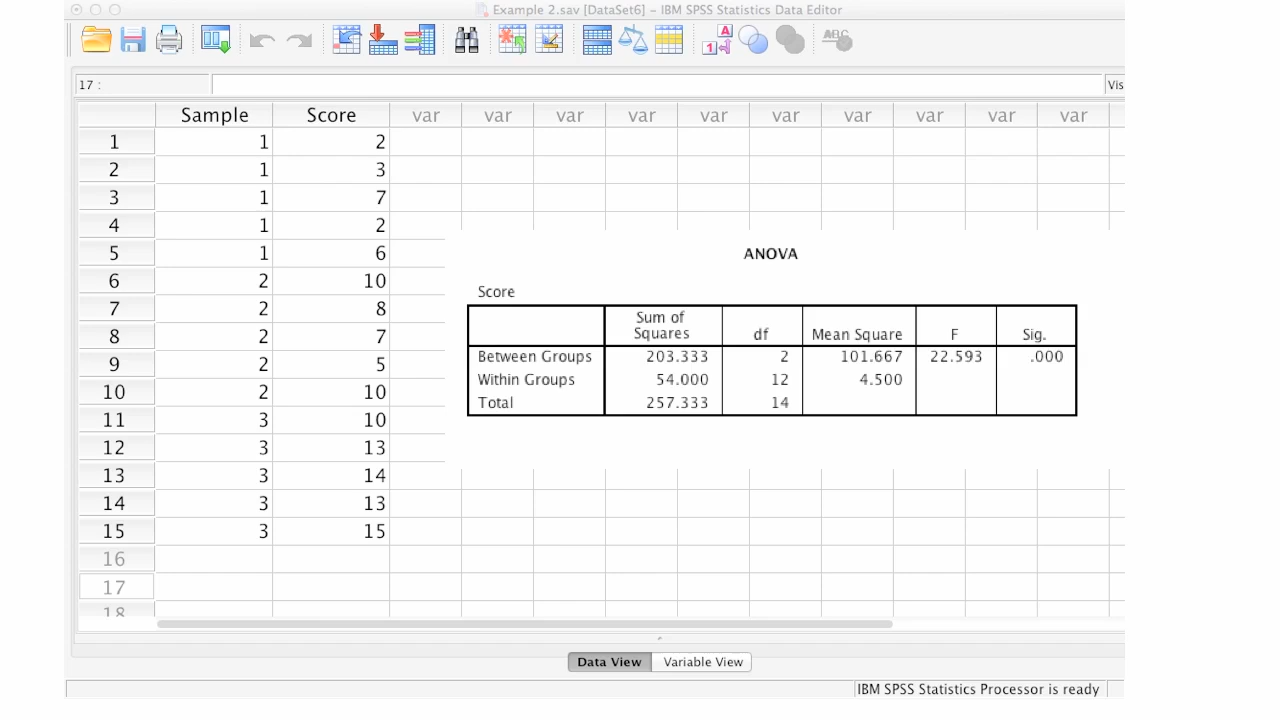 Example 2.sav [DataSet6] – IBM SPSS Statistics Data Editor
A
1
ABC
17 :
Vis
Sample Score var var var var var var var var var var
1 1 2
2 1 3
3 1 7
4 1 2
5 1 6
6 2 10
7 2 8
8 2 7
9 2 5
10 2 10
11 3 10
12 3 13
13 3 14
14 3 13
15 3 15
16
17
18
ANOVA
Score
Sum of Squares df Mean Square F Sig.
Between Groups 203.333 2 101.667 22.593 .000
Within Groups 54.000 12 4.500
Total 257.333 14
Data View Variable View
IBM SPSS Statistics Processor is ready